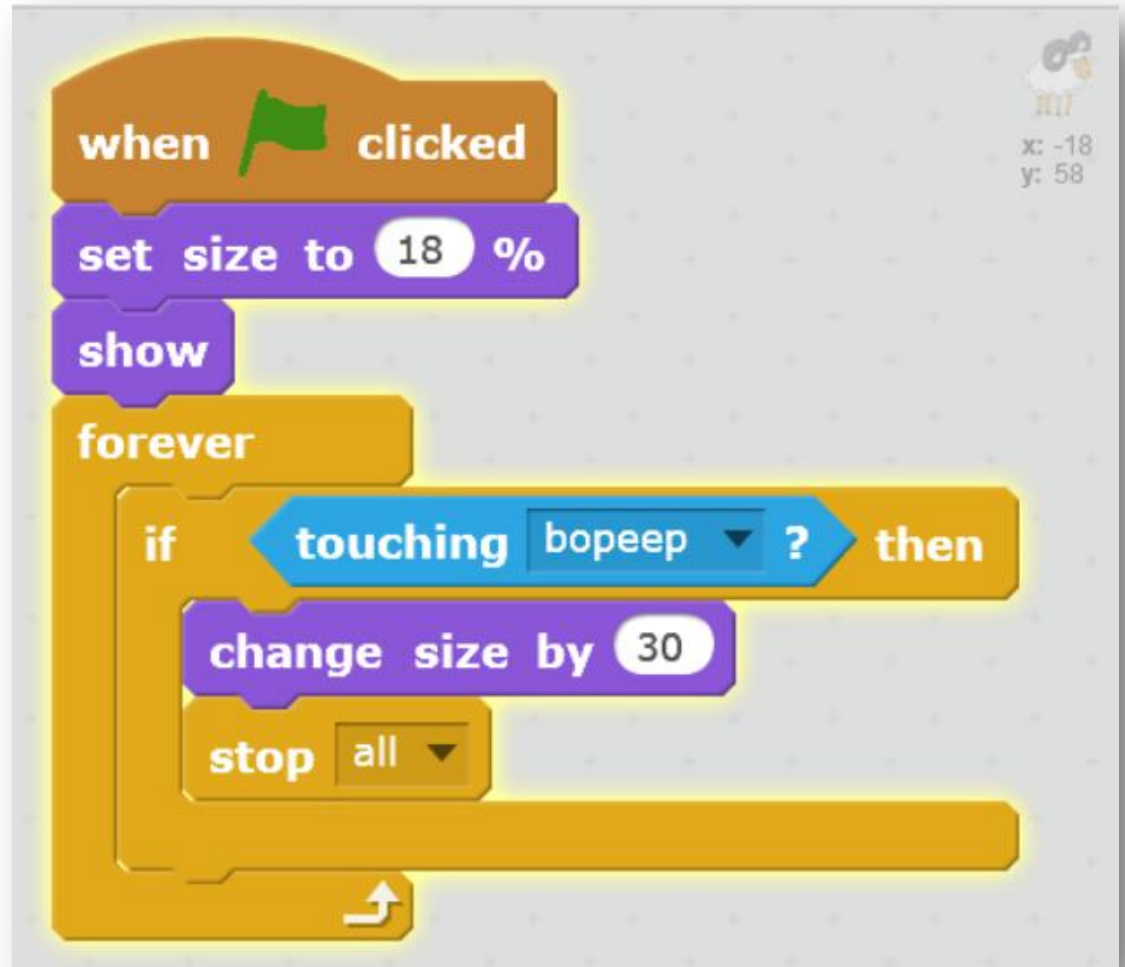 when clicked
x: -18
y: 58
set size to 18 %
show
forever
if touching bopeep ? then
change size by 30
stop all